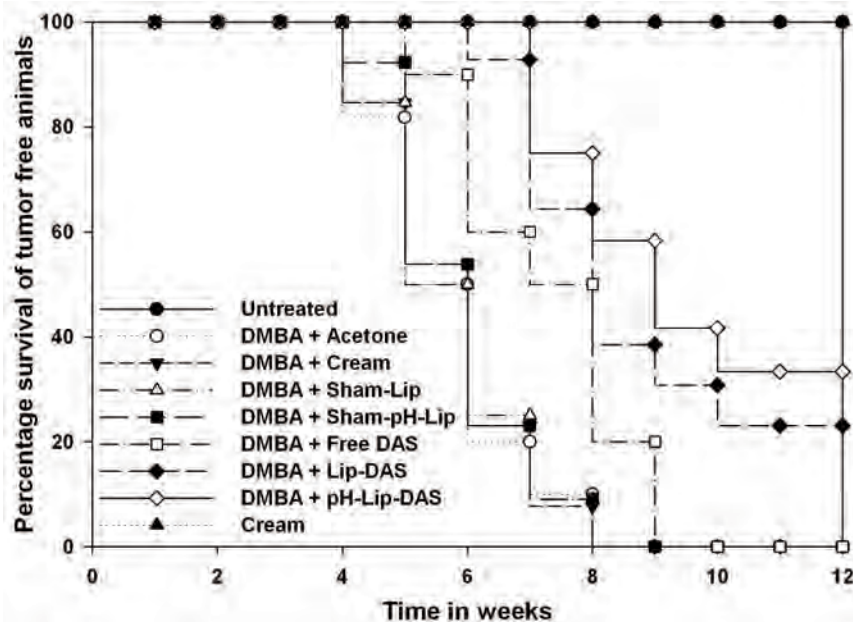 100
80
60
40
20
0
Percentage survival of tumor free animals
Untreated
DMBA + Acetone
DMBA + Cream
DMBA + Sham-Lip
DMBA + Sham-pH-Lip
DMBA + Free DAS
DMBA + Lip-DAS
DMBA + pH-Lip-DAS
Cream
0 2 4 6 8 10 12
Time in weeks